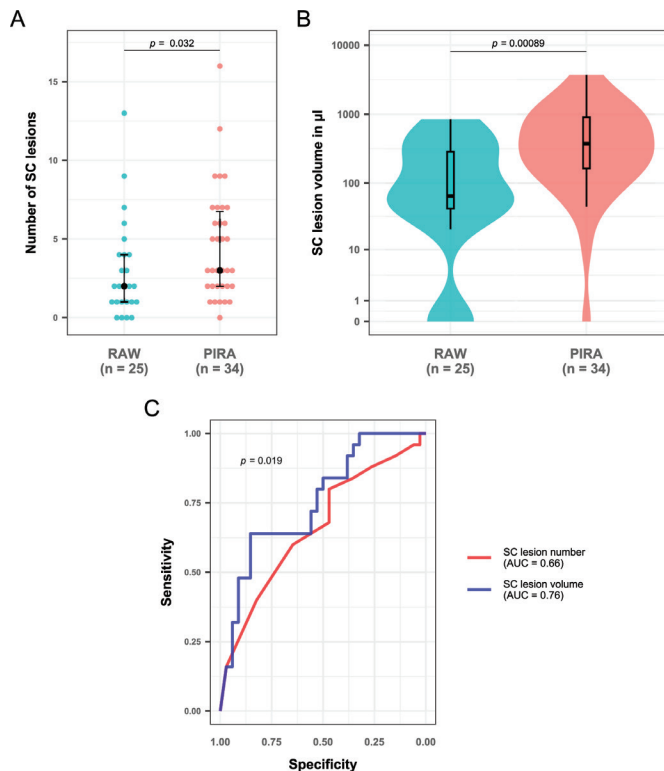 A
p = 0.032
Number of SC lesions
15
10
5
0
RAW
(n = 25)
PIRA
(n = 34)
B
p = 0.00089
SC lesion volume in µl
10000
1000
100
10
1
0
RAW
(n = 25)
PIRA
(n = 34)
C
p = 0.019
Sensitivity
1.00
0.75
0.50
0.25
0.00
1.00 0.75 0.50 0.25 0.00
Specificity
SC lesion number
(AUC = 0.66)
SC lesion volume
(AUC = 0.76)